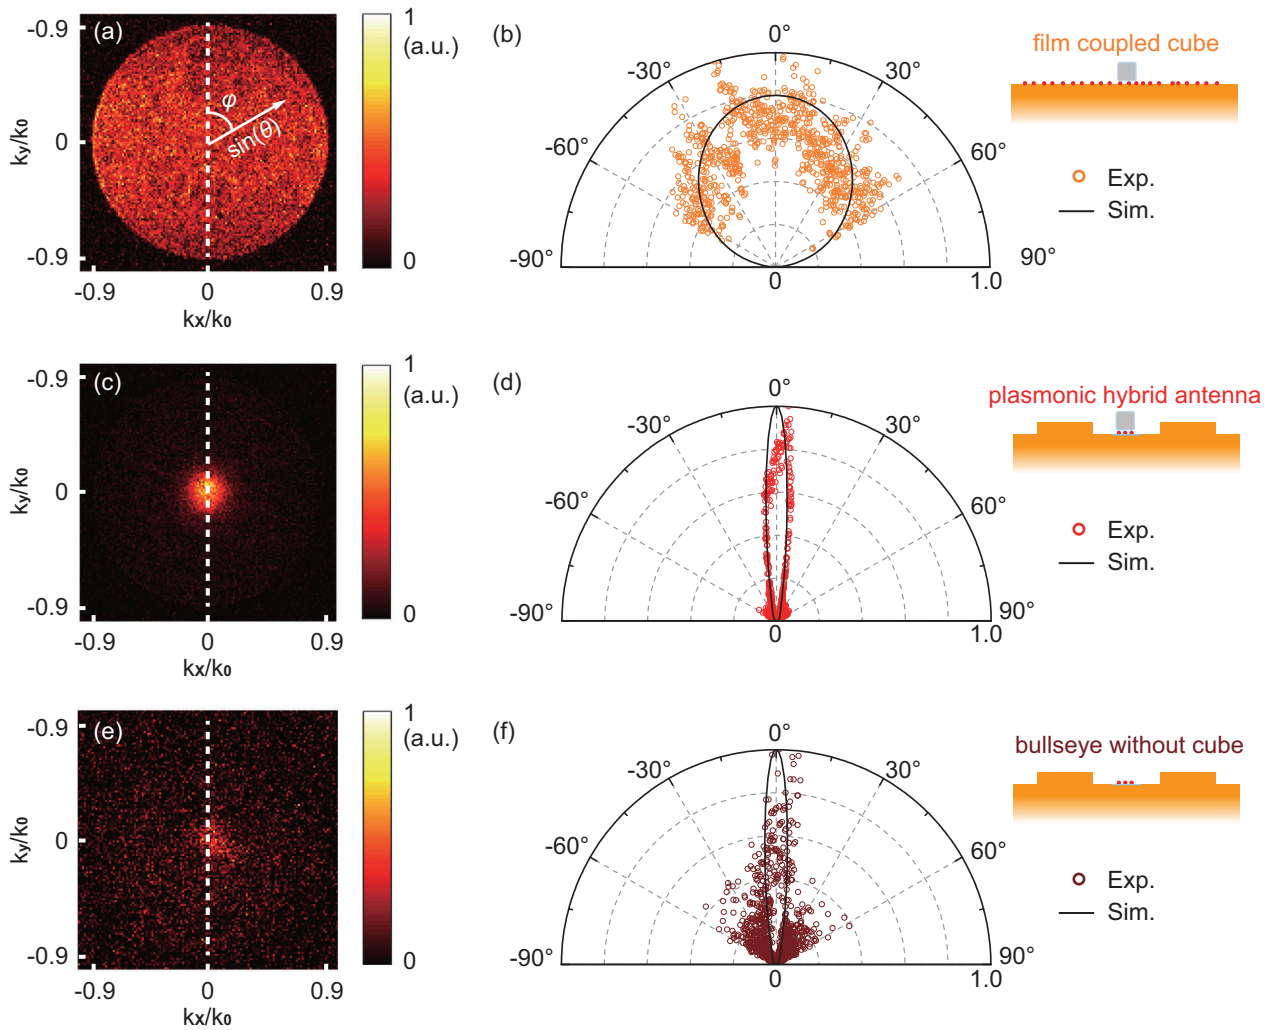 (a)
-0.9
0
-0.9
ky/k0
φ
sin(θ)
-0.9
0
0.9
kx/k0
1
(a.u.)
0
(b)
0°
-30°
30°
-60°
60°
-90°
90°
0
1.0
film coupled cube
Exp.
Sim.
(c)
-0.9
0
-0.9
ky/k0
-0.9
0
0.9
kx/k0
1
(a.u.)
0
(d)
0°
-30°
30°
-60°
60°
-90°
90°
0
1.0
plasmonic hybrid antenna
Exp.
Sim.
(e)
-0.9
0
-0.9
ky/k0
-0.9
0
0.9
kx/k0
1
(a.u.)
0
(f)
0°
-30°
30°
-60°
60°
-90°
90°
0
1.0
bullseye without cube
Exp.
Sim.